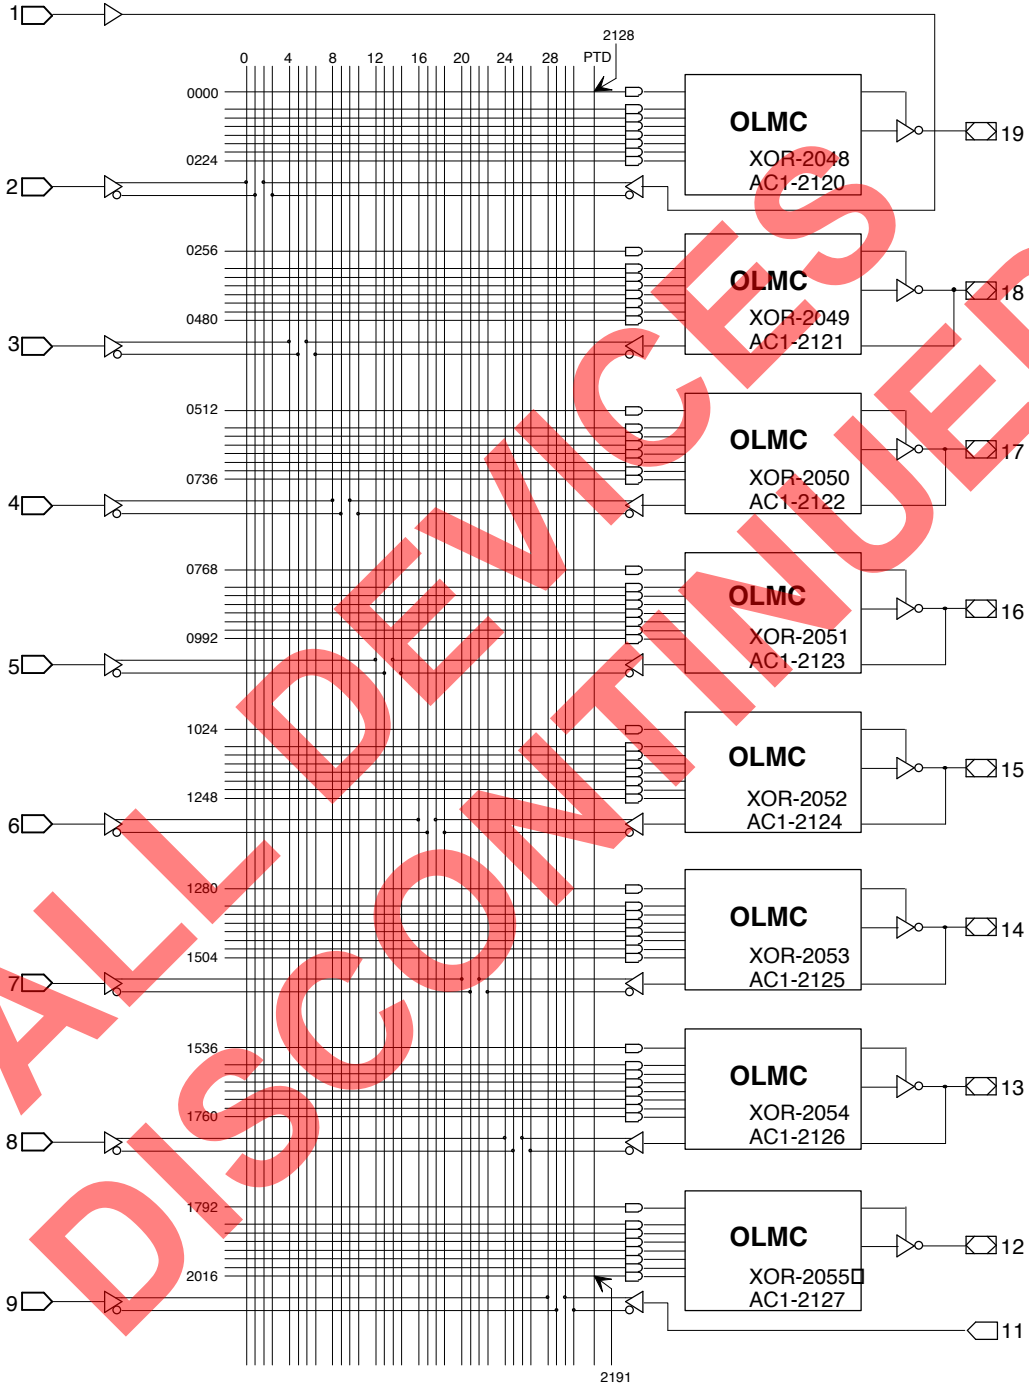 1
2128
0 4 8 12 16 20 24 28 PTD
0000
OLMC
19
XOR-2048
0224
AC1-2120
2
0256
OLMC
18
XOR-2049
0480
AC1-2121
3
0512
OLMC
17
XOR-2050
0736
AC1-2122
4
0768
OLMC
16
XOR-2051
0992
AC1-2123
5
1024
OLMC
15
XOR-2052
1248
AC1-2124
6
1280
OLMC
14
XOR-2053
1504
AC1-2125
7
1536
OLMC
13
XOR-2054
1760
AC1-2126
8
1792
OLMC
12
XOR-2055
2016
AC1-2127
9
11
2191
ALL DEVICES
DISCONTINUED